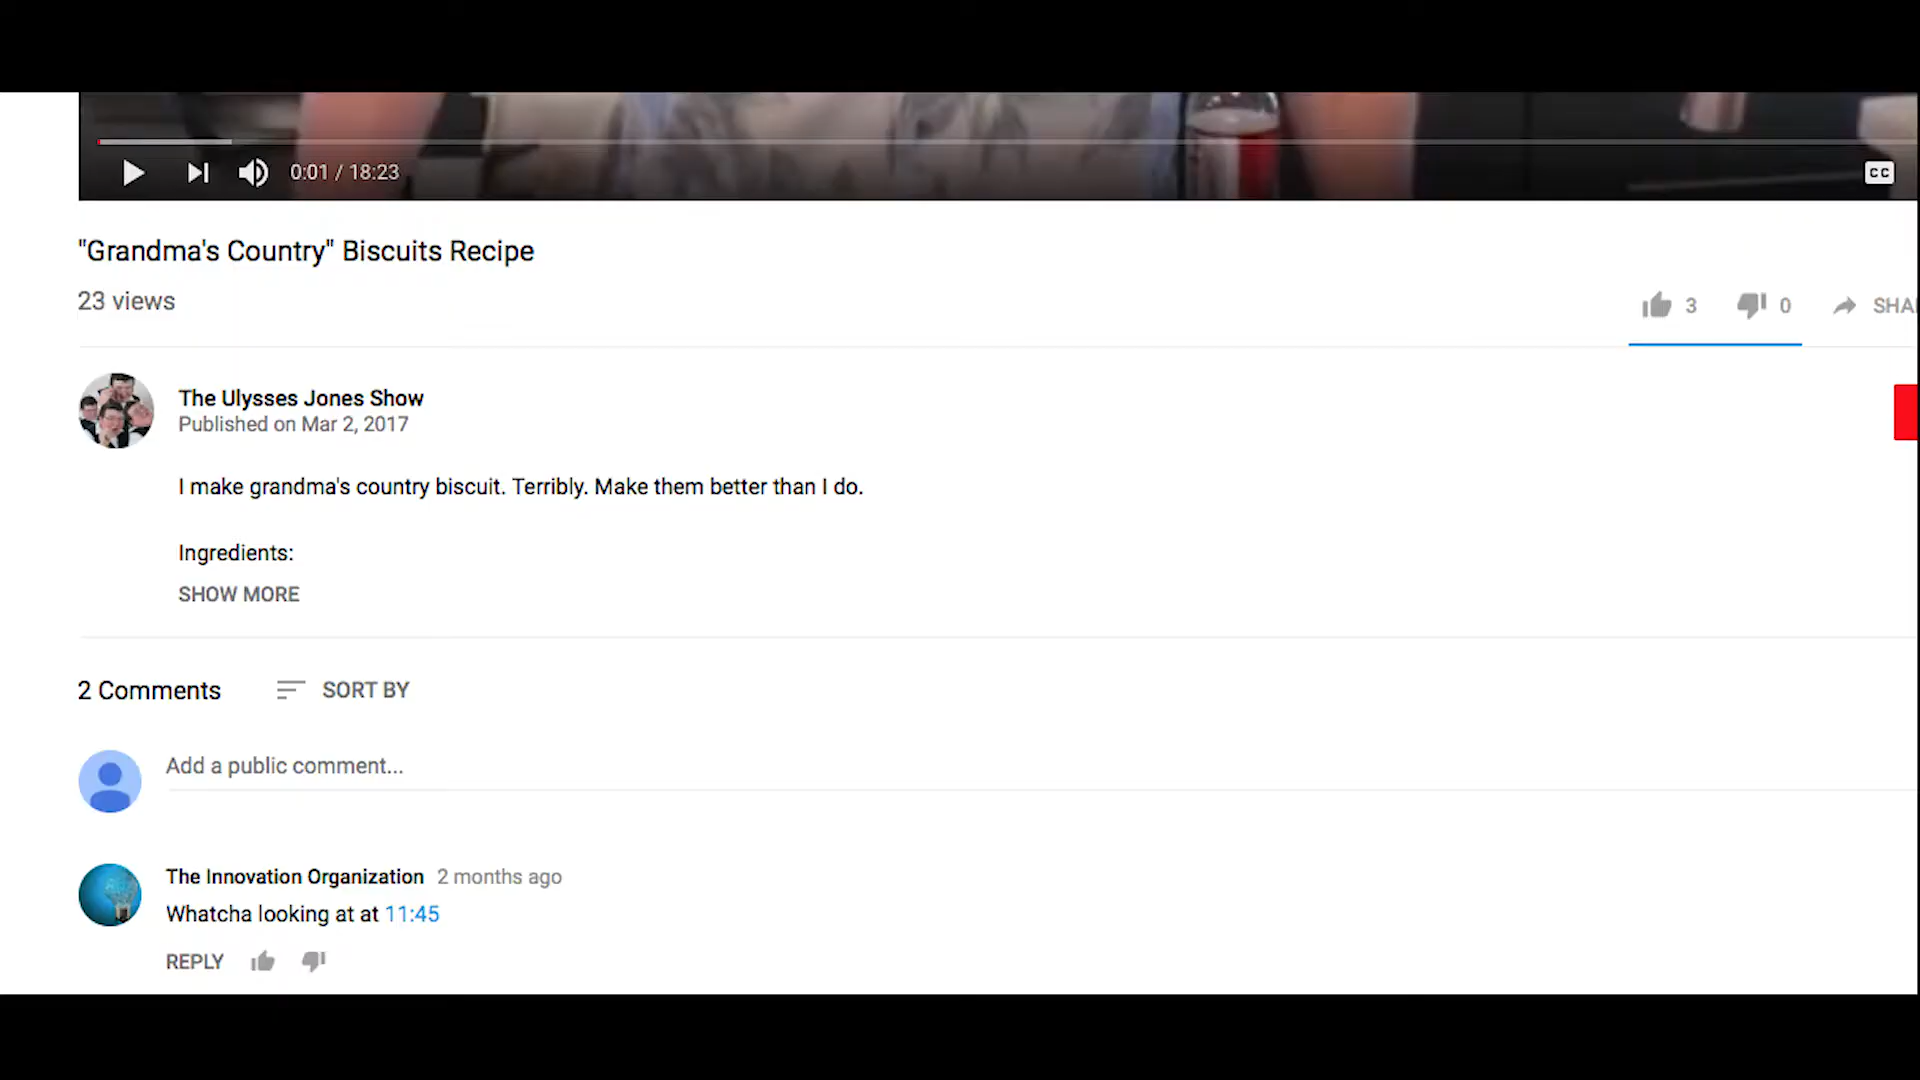 0:01 / 18:23
CC
"Grandma's Country" Biscuits Recipe
23 views
3
0
The Ulysses Jones Show
Published on Mar 2, 2017
I make grandma's country biscuit. Terribly. Make them better than I do.
Ingredients:
SHOW MORE
2 Comments
SORT BY
Add a public comment...
The Innovation Organization 2 months ago
Whatcha looking at at 11:45
REPLY